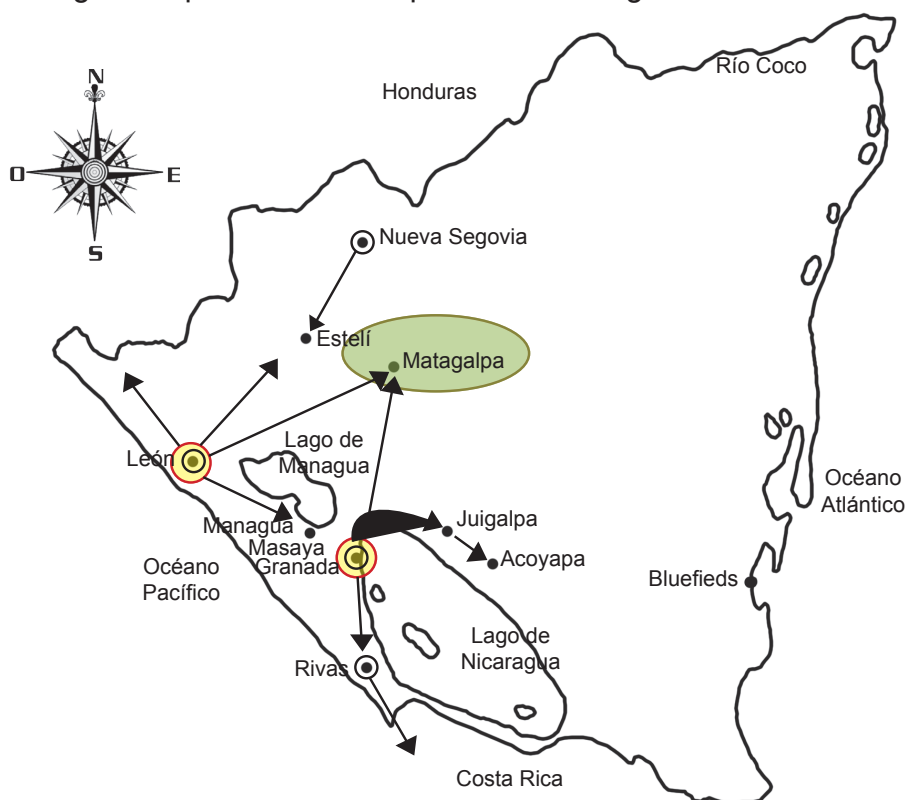 Río Coco
Honduras
N
O
E
S
Nueva Segovia
Estelí
Matagalpa
Lago de
Managua
León
Océano
Atlántico
Managua
Masaya
Granada
Juigalpa
Acoyapa
Océano
Pacífico
Bluefieds
Lago de
Nicaragua
Rivas
Costa Rica